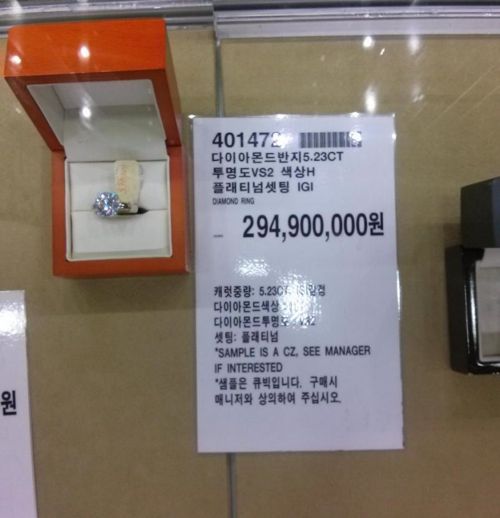 401472
다이아몬드반지5.23CT
투명도VS2 색상H
플래티넘셋팅 IGI
DIAMOND RING
294,900,000원
캐럿중량: 5.23CT
다이아몬드색상
다이아몬드투명도
셋팅: 플래티넘
*SAMPLE IS A CZ, SEE MANAGER
IF INTERESTED
*샘플은 큐빅입니다. 구매시
매니저와 상의하여 주십시오.
원